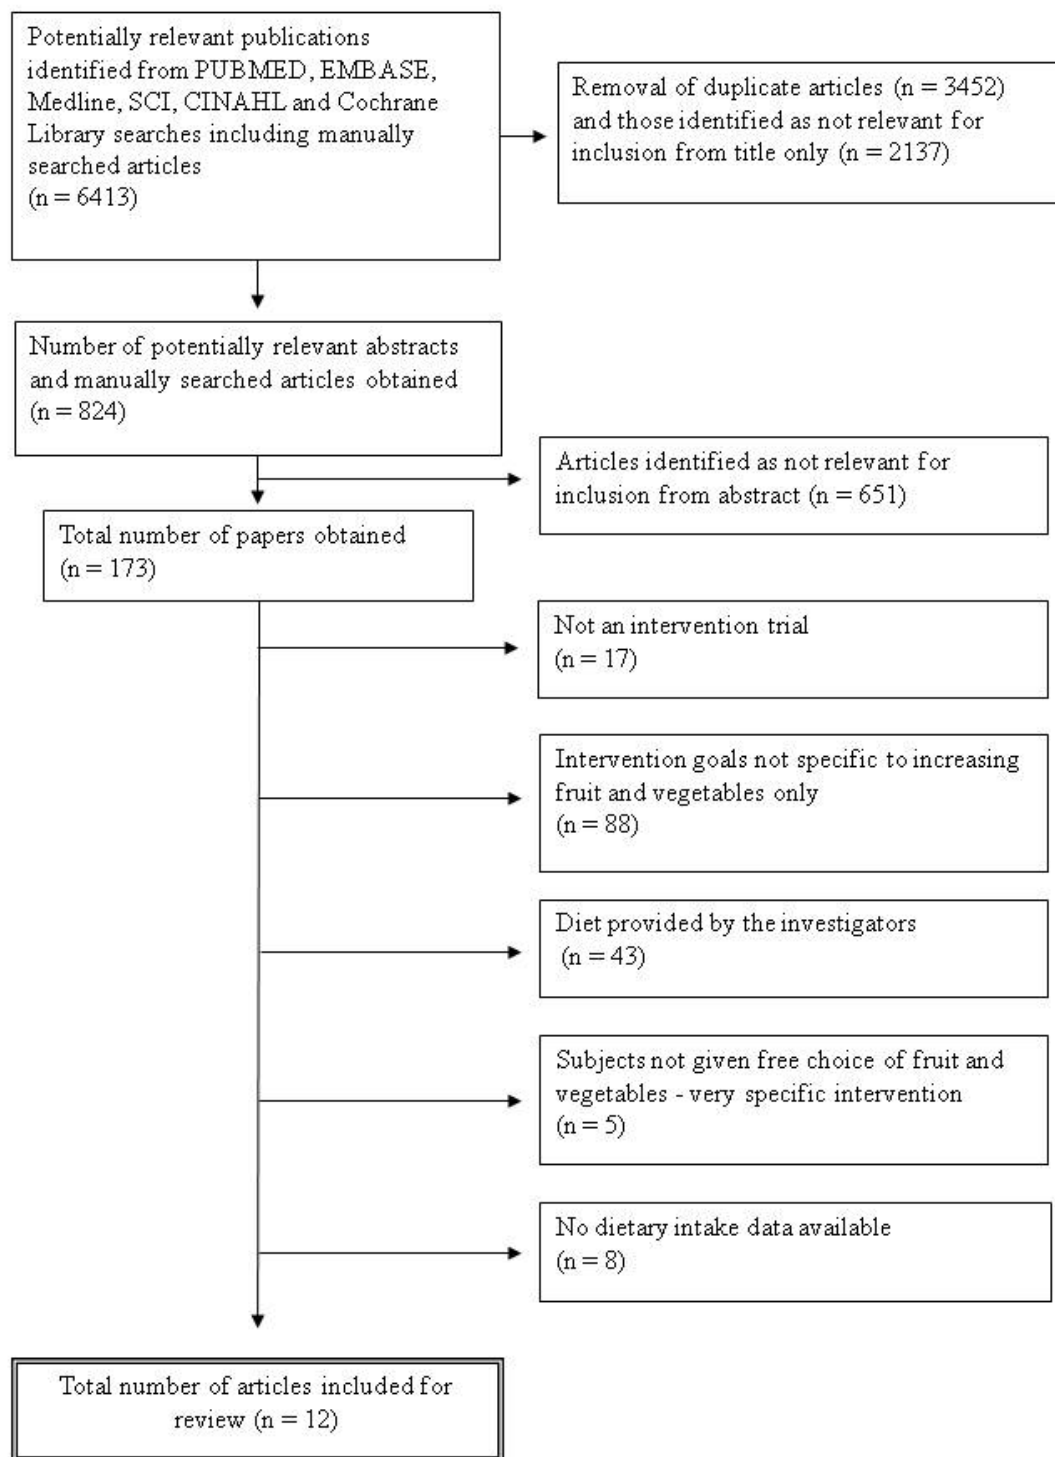 Potentially relevant publications
identified from PUBMED, EMBASE,
Medline, SCI, CINAHL and Cochrane
Library searches including manually
searched articles
(n = 6413)
Removal of duplicate articles (n = 3452)
and those identified as not relevant for
inclusion from title only (n = 2137)
Number of potentially relevant abstracts
and manually searched articles obtained
(n = 824)
Articles identified as not relevant for
inclusion from abstract (n = 651)
Total number of papers obtained
(n = 173)
Not an intervention trial
(n = 17)
Intervention goals not specific to increasing
fruit and vegetables only
(n = 88)
Diet provided by the investigators
(n = 43)
Subjects not given free choice of fruit and
vegetables - very specific intervention
(n = 5)
No dietary intake data available
(n = 8)
Total number of articles included for
review (n = 12)